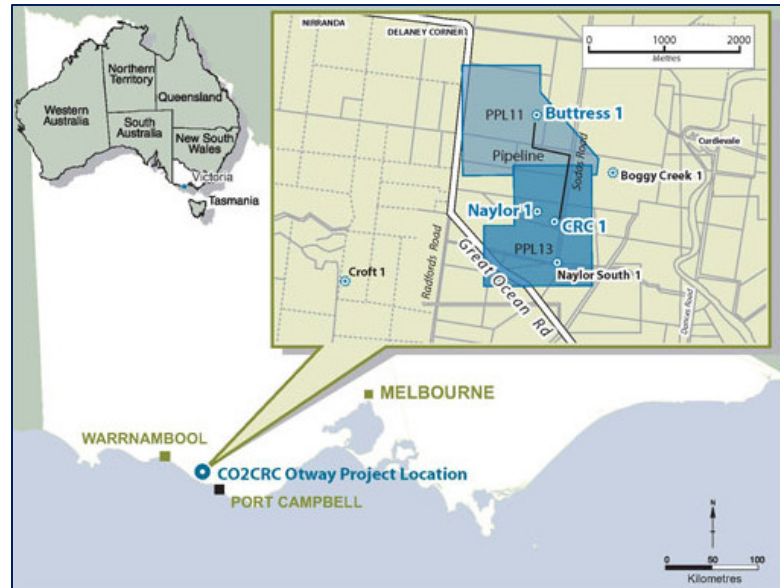 Northern
Territory
Queensland
Western
Australia
South
Australia
New South
Wales
Victoria
Tasmania
NIRRANDA
DELANEY CORNER
0 1000 2000
Metres
PPL11
Buttress 1
Pipeline
Sodas Road
Curdievale
Boggy Creek 1
Naylor 1
CRC 1
PPL13
Naylor South 1
Croft 1
Radfords Road
Great Ocean Rd
Duncas Road
MELBOURNE
WARRNAMBOOL
CO2CRC Otway Project Location
PORT CAMPBELL
N
0 50 100
Kilometres